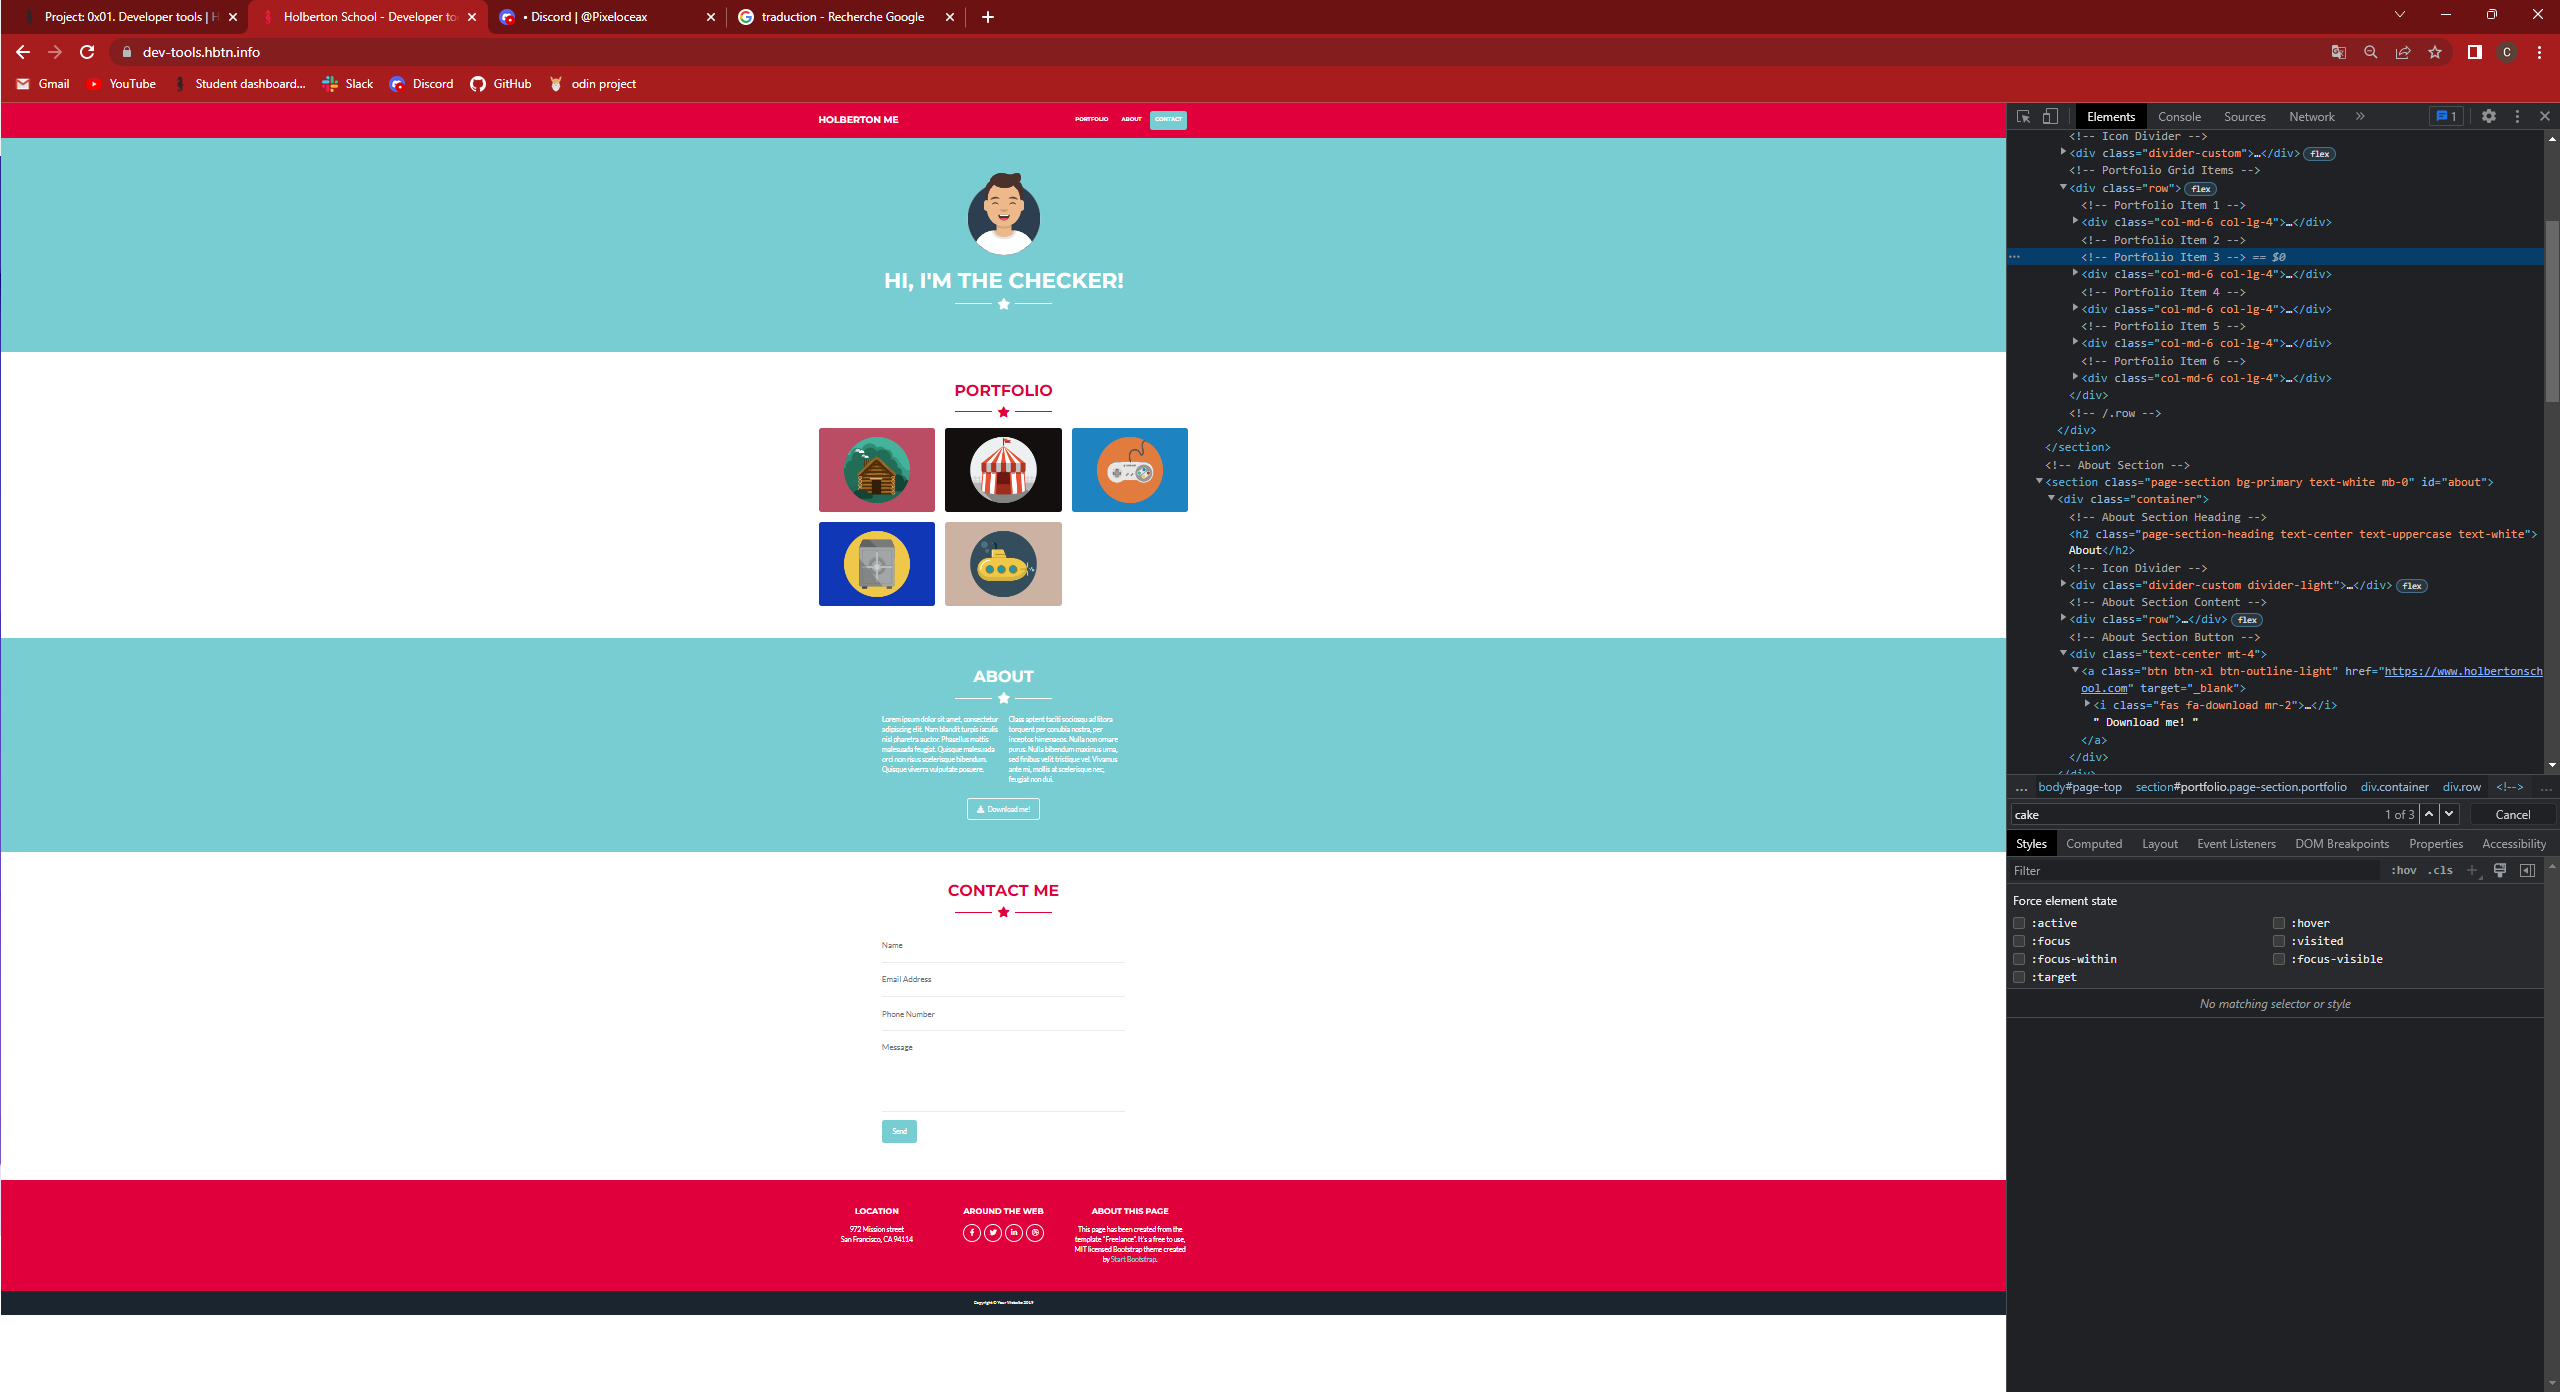 Project: 0x01. Developer tools | H
Holberton School - Developer to
• Discord | @Pixeloceax
traduction - Recherche Google
dev-tools.hbtn.info
C
Gmail
YouTube
Student dashboard...
Slack
Discord
GitHub
odin project
HOLBERTON ME
PORTFOLIO
ABOUT
CONTACT
HI, I'M THE CHECKER!
PORTFOLIO
ABOUT
Lorem ipsum dolor sit amet, consectetur
adipiscing elit. Nam blandit turpis iaculis
nisl pharetra auctor. Phasellus mattis
malesuada feugiat. Quisque malesuada
orci non risus scelerisque bibendum.
Quisque viverra vulputate posuere.
Class aptent taciti sociosqu ad litora
torquent per conubia nostra, per
inceptos himenaeos. Nulla non ornare
purus. Nulla bibendum maximus urna,
sed finibus velit tristique vel. Vivamus
ante mi, mollis at scelerisque nec,
feugiat non dui.
Download me!
CONTACT ME
Name
Email Address
Phone Number
Message
Send
LOCATION
972 Mission street
San Francisco, CA 94114
AROUND THE WEB
ABOUT THIS PAGE
This page has been created from the
template "Freelance". It's a free to use,
MIT licensed Bootstrap theme created
by Start Bootstrap.
Copyright © Your Website 2019
Elements
Console
Sources
Network
»
1
<!-- Icon Divider -->
<div class="divider-custom">…</div> flex
<!-- Portfolio Grid Items -->
<div class="row"> flex
<!-- Portfolio Item 1 -->
<div class="col-md-6 col-lg-4">…</div>
<!-- Portfolio Item 2 -->
<!-- Portfolio Item 3 --> == $0
<div class="col-md-6 col-lg-4">…</div>
<!-- Portfolio Item 4 -->
<div class="col-md-6 col-lg-4">…</div>
<!-- Portfolio Item 5 -->
<div class="col-md-6 col-lg-4">…</div>
<!-- Portfolio Item 6 -->
<div class="col-md-6 col-lg-4">…</div>
</div>
<!-- /.row -->
</div>
</section>
<!-- About Section -->
<section class="page-section bg-primary text-white mb-0" id="about">
<div class="container">
<!-- About Section Heading -->
<h2 class="page-section-heading text-center text-uppercase text-white">
About</h2>
<!-- Icon Divider -->
<div class="divider-custom divider-light">…</div> flex
<!-- About Section Content -->
<div class="row">…</div> flex
<!-- About Section Button -->
<div class="text-center mt-4">
<a class="btn btn-xl btn-outline-light" href="https://www.holbertonsch
ool.com" target="_blank">
<i class="fas fa-download mr-2">…</i>
" Download me! "
</a>
</div>
</div>
... body#page-top section#portfolio.page-section.portfolio div.container div.row <!--> ...
cake
1 of 3
Cancel
Styles
Computed
Layout
Event Listeners
DOM Breakpoints
Properties
Accessibility
Filter
:hov .cls
Force element state
:active
:hover
:focus
:visited
:focus-within
:focus-visible
:target
No matching selector or style